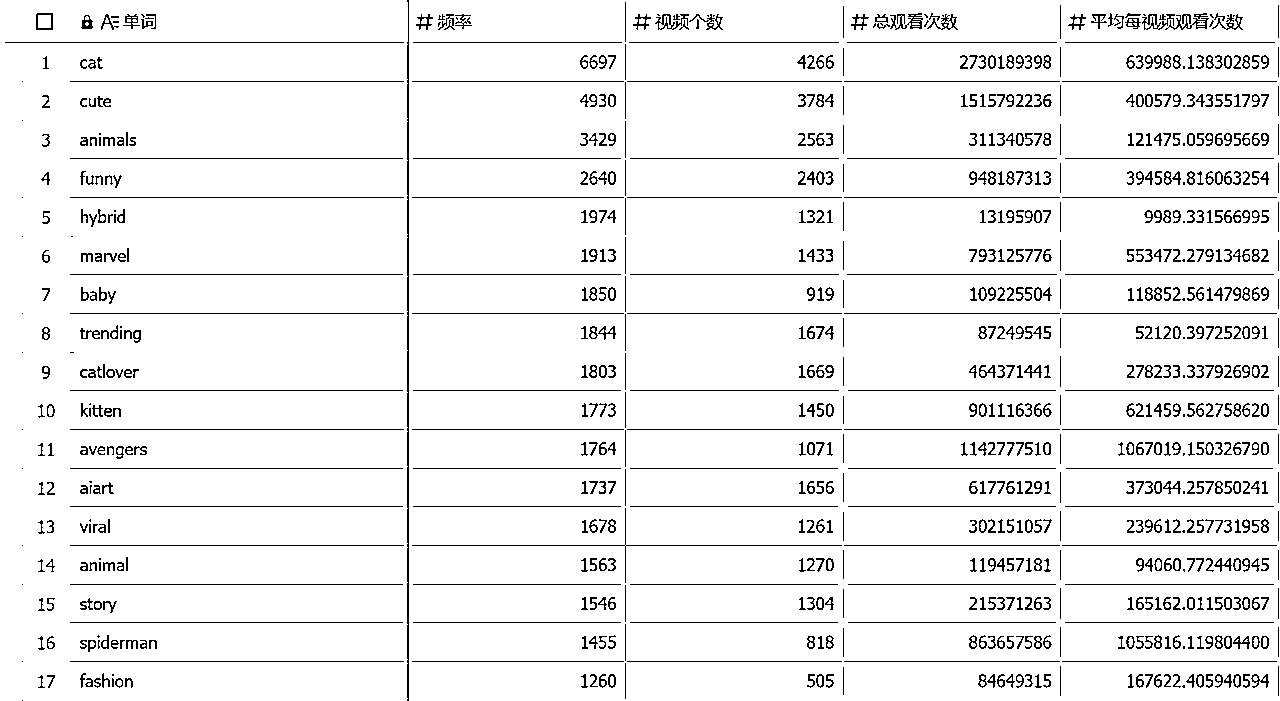 # 单词 # 频率 # 视频个数 # 总观看次数 # 平均每视频观看次数
1 cat 6697 4266 2730189398 639988.138302859
2 cute 4930 3784 1515792236 400579.343551797
3 animals 3429 2563 311340578 121475.059695669
4 funny 2640 2403 948187313 394584.816063254
5 hybrid 1974 1321 13195907 9989.331566995
6 marvel 1913 1433 793125776 553472.279134682
7 baby 1850 919 109225504 118852.561479869
8 trending 1844 1674 87249545 52120.397252091
9 catlover 1803 1669 464371441 278233.337926902
10 kitten 1773 1450 901116366 621459.562758620
11 avengers 1764 1071 1142777510 1067019.150326790
12 aiart 1737 1656 617761291 373044.257850241
13 viral 1678 1261 302151057 239612.257731958
14 animal 1563 1270 119457181 94060.772440945
15 story 1546 1304 215371263 165162.011503067
16 spiderman 1455 818 863657586 1055816.119804400
17 fashion 1260 505 84649315 167622.405940594